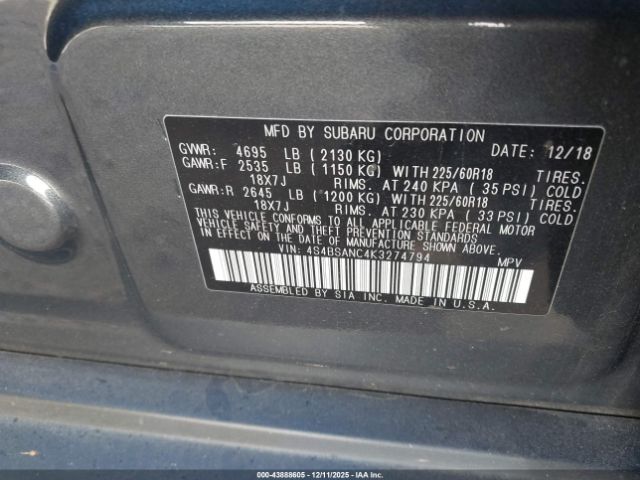 MFD BY SUBARU CORPORATION
GVWR: 4695 LB ( 2130 KG) DATE: 12/18
GAWR:F 2535 LB ( 1150 KG) WITH 225/60R18 TIRES.
18X7J RIMS. AT 240 KPA ( 35 PSI) COLD
GAWR:R 2645 LB ( 1200 KG) WITH 225/60R18 TIRES.
18X7J RIMS. AT 230 KPA ( 33 PSI) COLD
THIS VEHICLE CONFORMS TO ALL APPLICABLE FEDERAL MOTOR
VEHICLE SAFETY AND THEFT PREVENTION STANDARDS
IN EFFECT ON THE DATE OF MANUFACTURE SHOWN ABOVE.
VIN: 4S4BSANC4K3274794 MPV
ASSEMBLED BY SIA INC. MADE IN U.S.A.
000-43888605 - 12/11/2025 - IAAI.COM